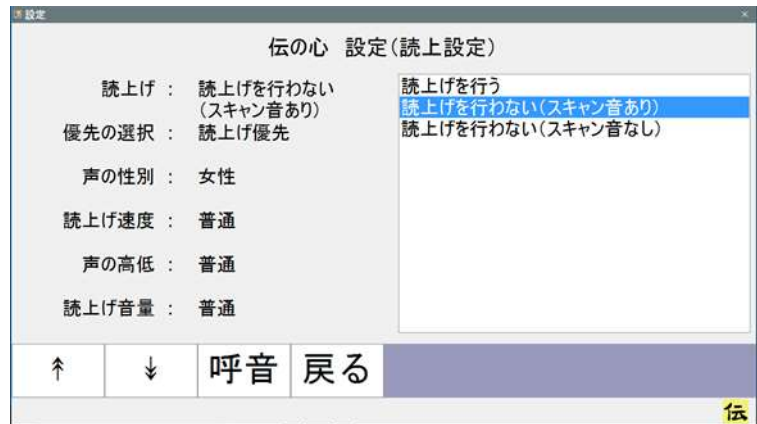 設定
伝の心 設定(読上設定)
読上げ : 読上げを行わない
(スキャン音あり)
優先の選択 : 読上げ優先
声の性別 : 女性
読上げ速度 : 普通
声の高低 : 普通
読上げ音量 : 普通
読上げを行う
読上げを行わない(スキャン音あり)
読上げを行わない(スキャン音なし)
↟ ↡ 呼音 戻る
伝